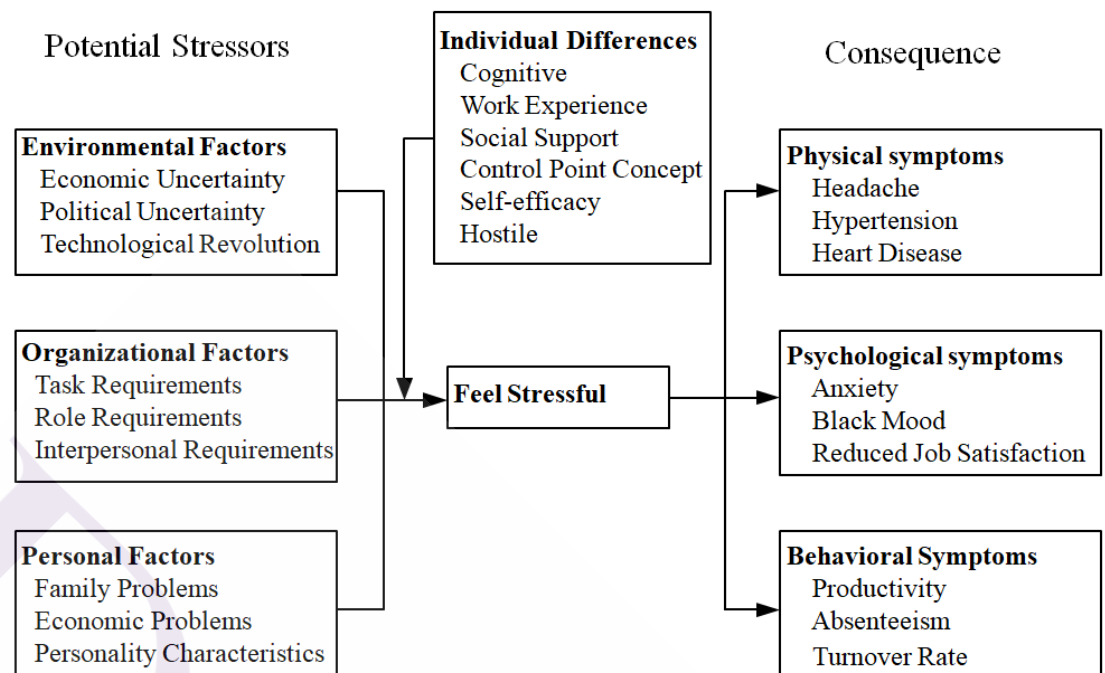 Potential Stressors
Environmental Factors
Economic Uncertainty
Political Uncertainty
Technological Revolution
Organizational Factors
Task Requirements
Role Requirements
Interpersonal Requirements
Personal Factors
Family Problems
Economic Problems
Personality Characteristics
Individual Differences
Cognitive
Work Experience
Social Support
Control Point Concept
Self-efficacy
Hostile
Feel Stressful
Consequence
Physical symptoms
Headache
Hypertension
Heart Disease
Psychological symptoms
Anxiety
Black Mood
Reduced Job Satisfaction
Behavioral Symptoms
Productivity
Absenteeism
Turnover Rate